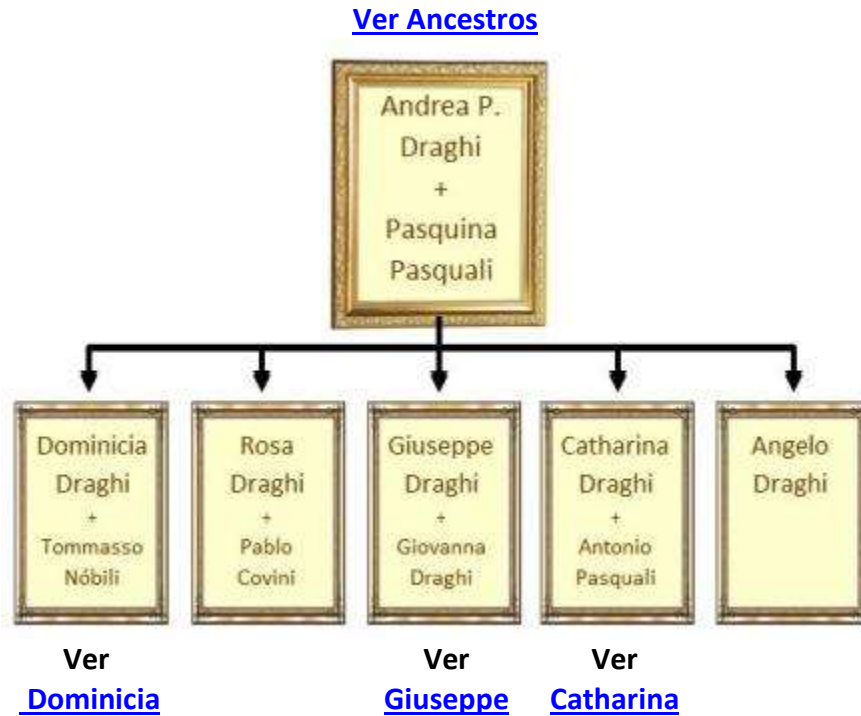 Ver Ancestros
Andrea P.
Draghi
+
Pasquina
Pasquali
Dominicia
Draghi
+
Tommasso
Nóbili
Rosa
Draghi
+
Pablo
Covini
Giuseppe
Draghi
+
Giovanna
Draghi
Catharina
Draghi
+
Antonio
Pasquali
Angelo
Draghi
Ver
Dominicia
Ver
Giuseppe
Ver
Catharina